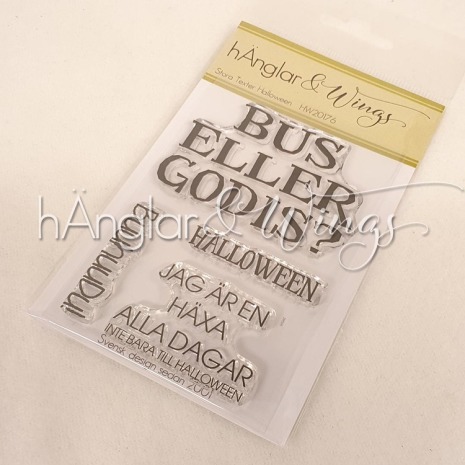 hÄnglar & Wings
Stora Texter Halloween HW20176
BUS
ELLER
GODIS?
hÄnglar & Wings
HALLOWEEN
JAG ÄR EN
HÄXA
ALLA DAGAR
INTE BARA TILL HALLOWEEN
Svensk design sedan 2001